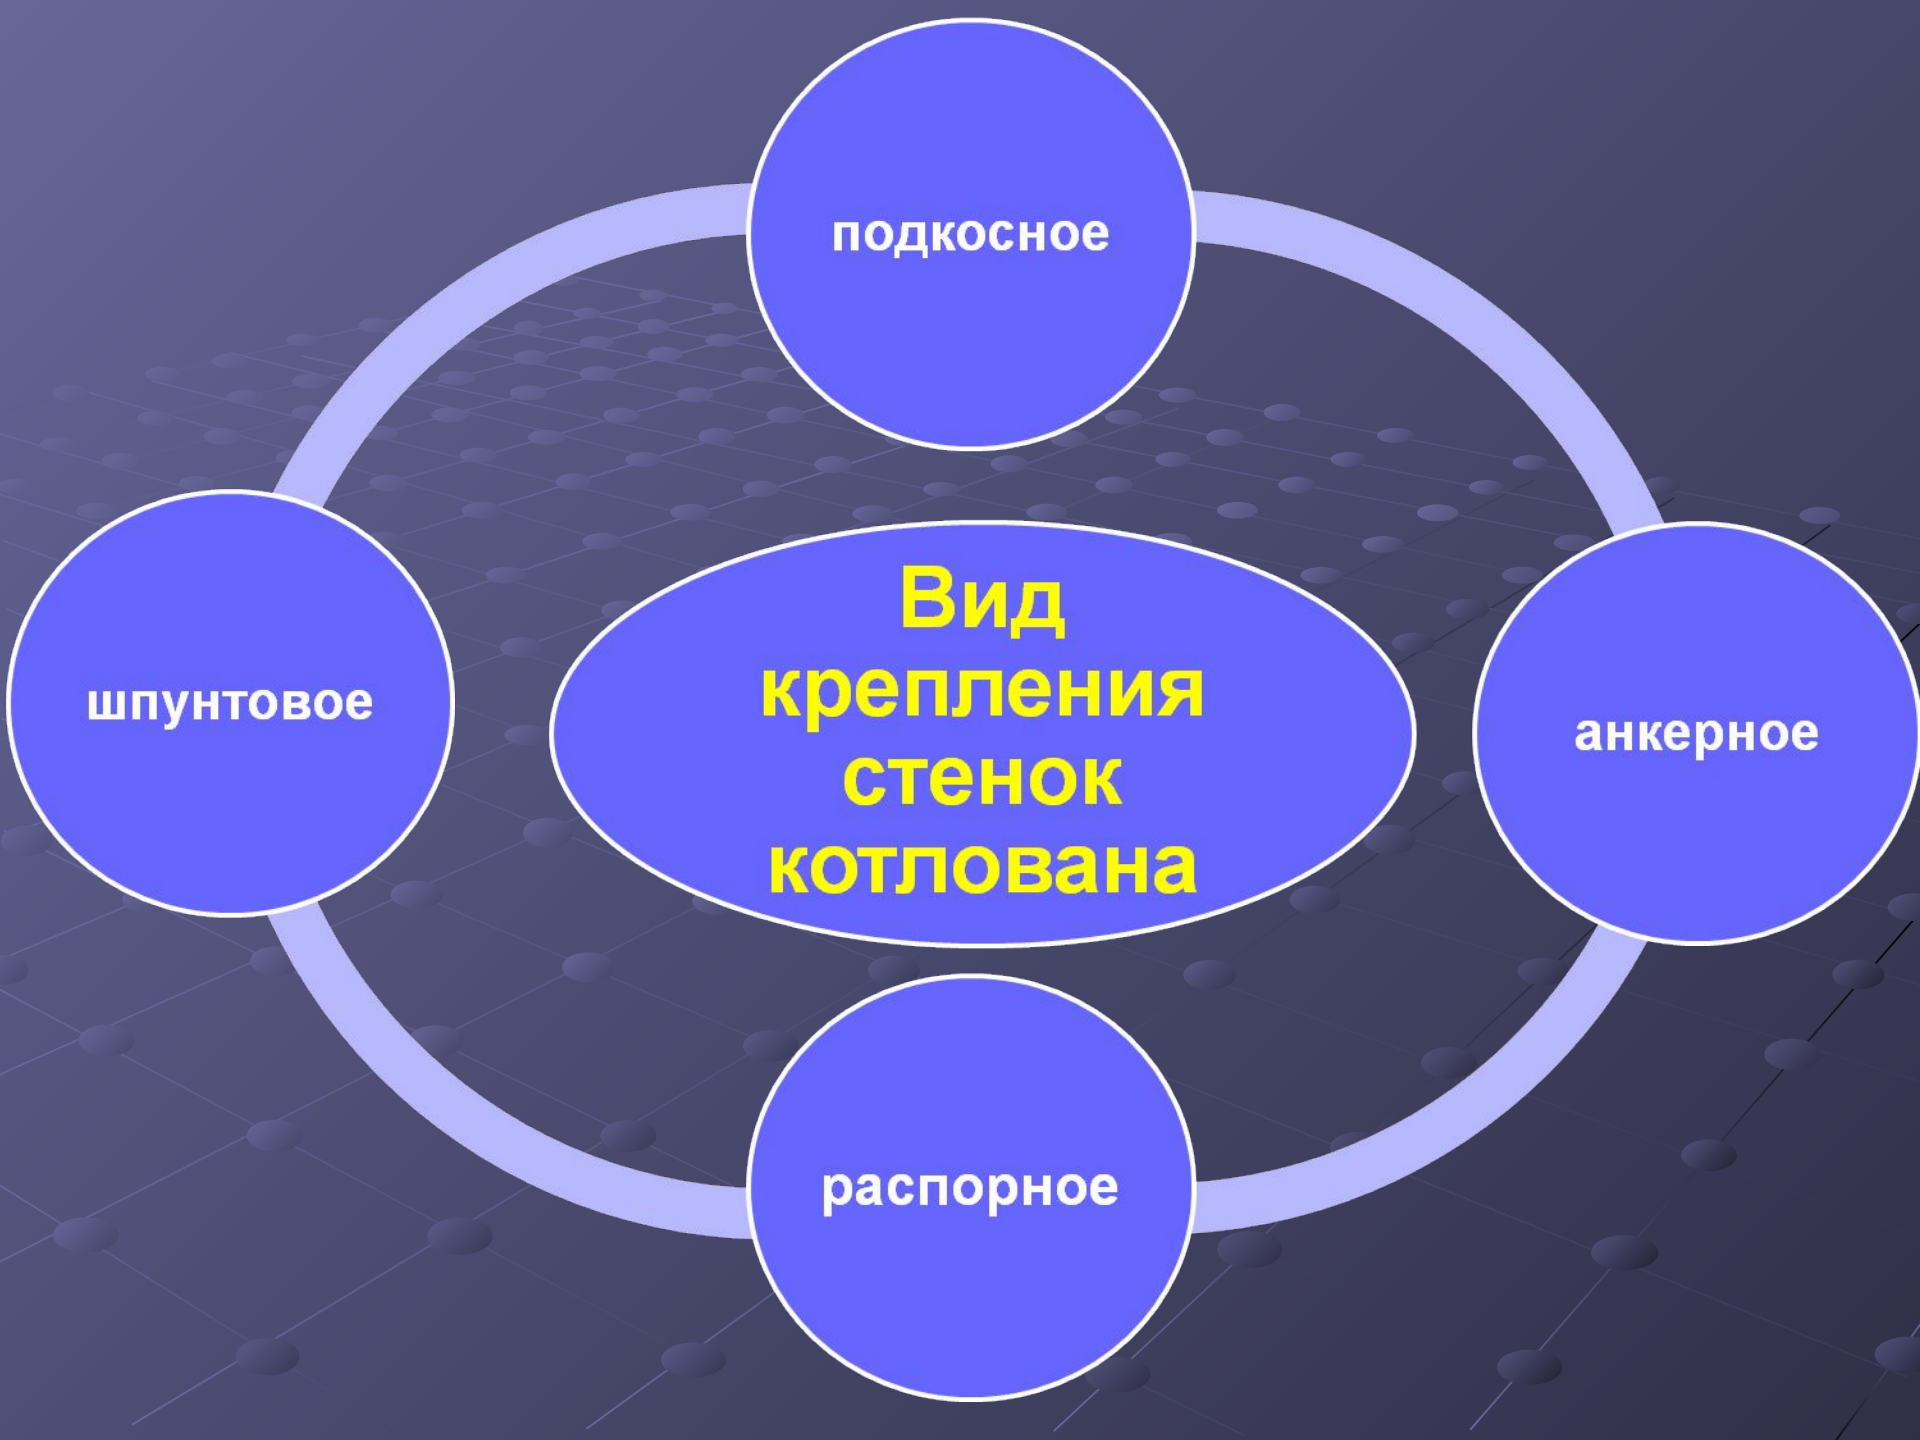 подкосное
Вид
крепления
стенок
котлована
шпунтовое
анкерное
распорное